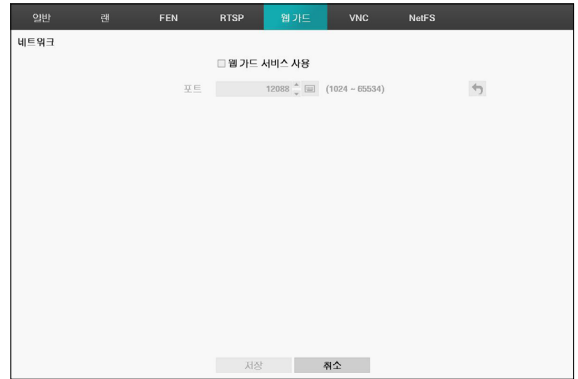 일반 랜 FEN RTSP 웹 가드 VNC NetFS
네트워크
웹 가드 서비스 사용
포트 12088 (1024 ~ 65534)
저장 취소